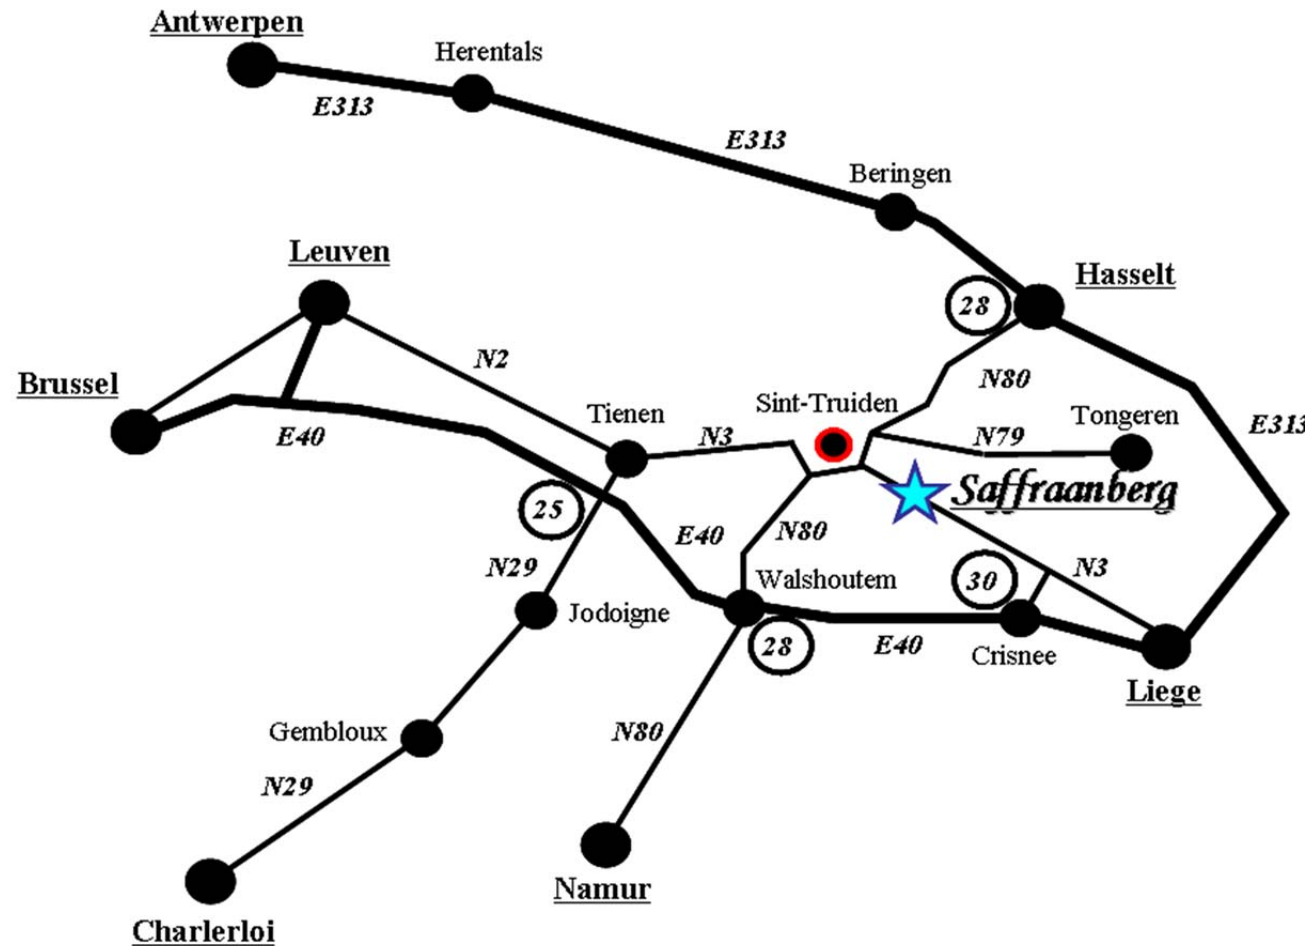 Antwerpen
Herentals
E313
E313
Beringen
Leuven
Hasselt
28
N2
N80
Brussel
Sint-Truiden
Tienen
Tongeren
E40
N3
N79
E313
Saffraanberg
25
E40
N80
N29
Walshoutem
30
N3
Jodoigne
28
E40
Crisnee
Liege
Gembloux
N80
N29
Namur
Charlerloi